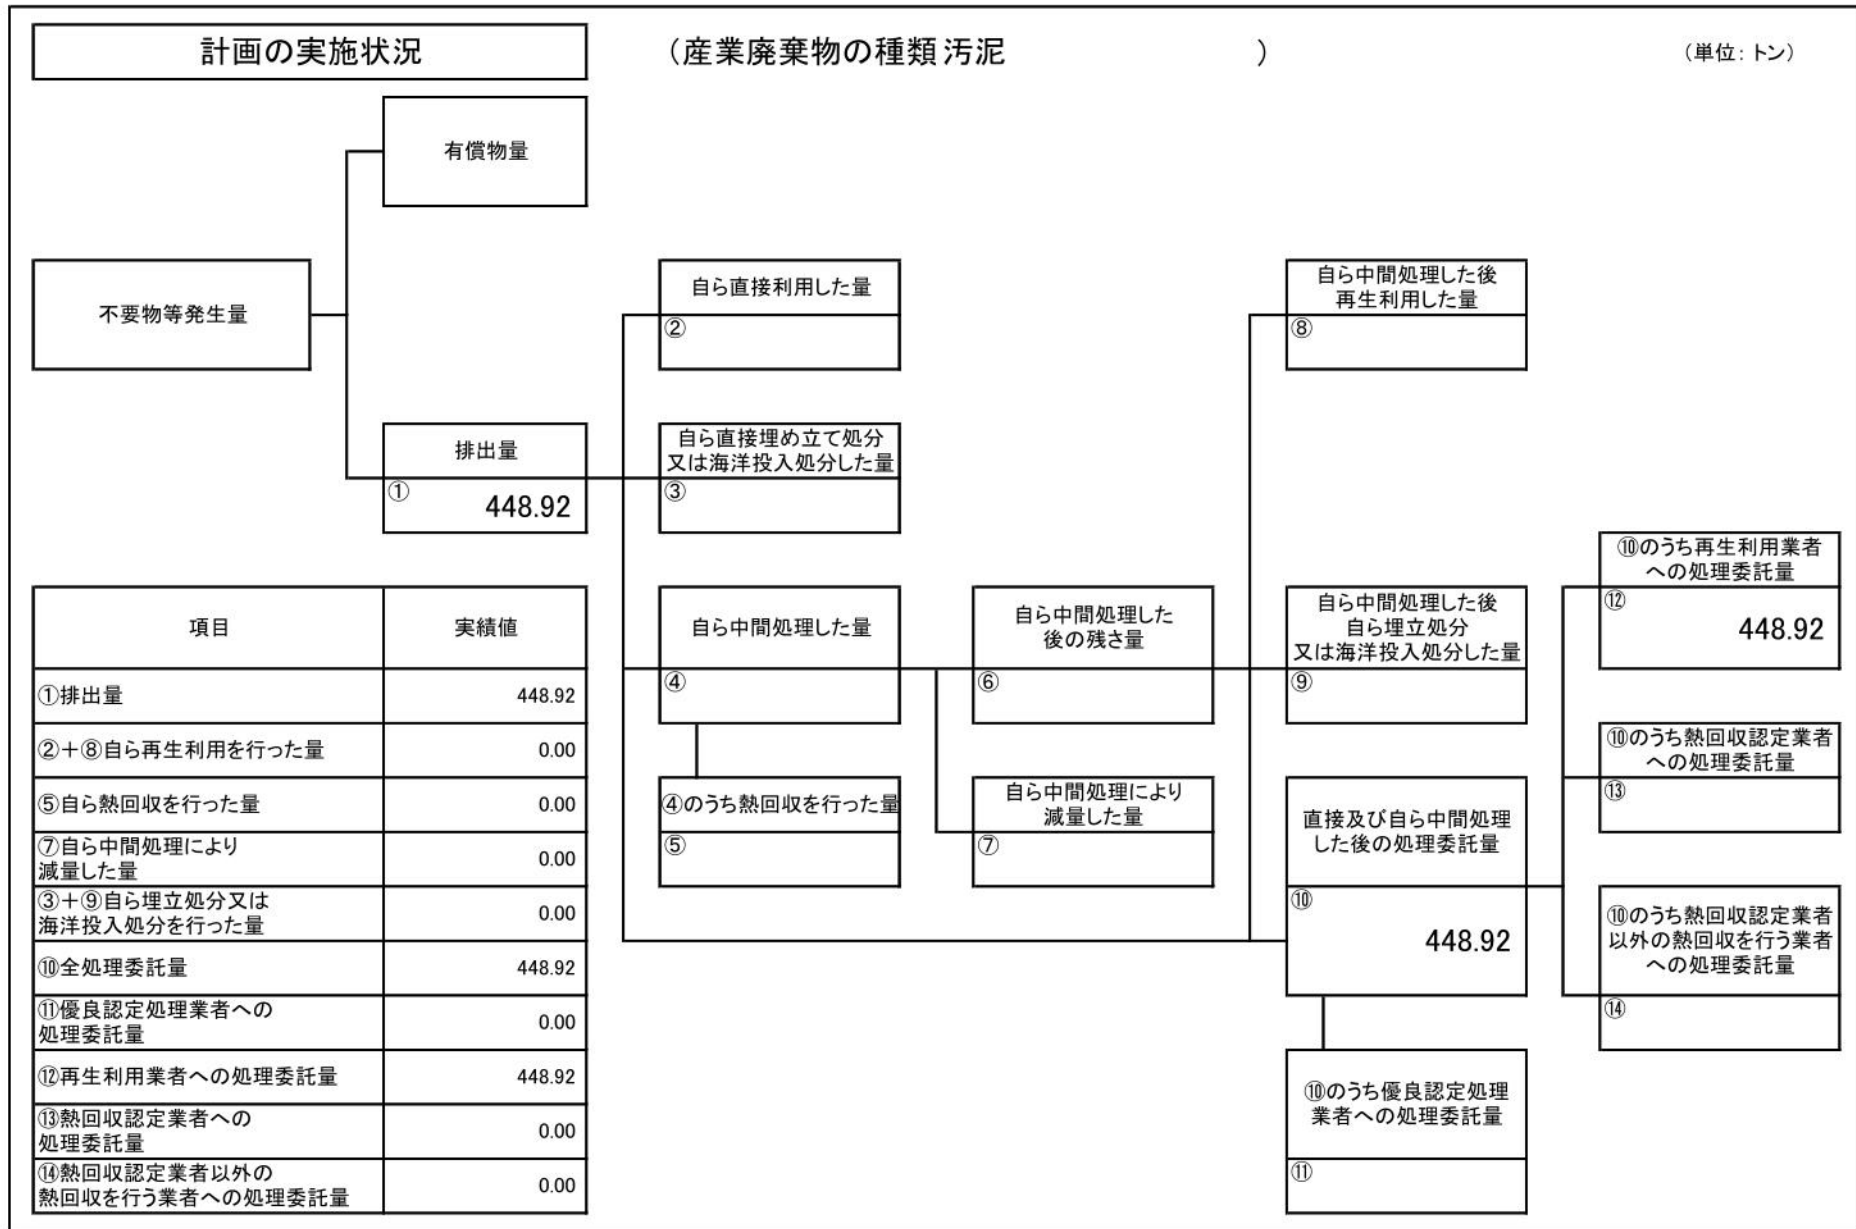 計画の実施状況
（産業廃棄物の種類 汚泥　　　　　　　　）
（単位：トン）
有償物量
不要物等発生量
自ら直接利用した量
②
自ら中間処理した後
再生利用した量
⑧
排出量
①
448.92
自ら直接埋め立て処分
又は海洋投入処分した量
③
⑩のうち再生利用業者
への処理委託量
⑫
448.92
自ら中間処理した量
④
自ら中間処理した
後の残さ量
⑥
自ら中間処理した後
自ら埋立処分
又は海洋投入処分した量
⑨
⑩のうち熱回収認定業者
への処理委託量
⑬
④のうち熱回収を行った量
⑤
自ら中間処理により
減量した量
⑦
直接及び自ら中間処理
した後の処理委託量
⑩
448.92
⑩のうち熱回収認定業者
以外の熱回収を行う業者
への処理委託量
⑭
⑩のうち優良認定処理
業者への処理委託量
⑪
項目 実績値
①排出量 448.92
②＋⑧自ら再生利用を行った量 0.00
⑤自ら熱回収を行った量 0.00
⑦自ら中間処理により
減量した量 0.00
③＋⑨自ら埋立処分又は
海洋投入処分を行った量 0.00
⑩全処理委託量 448.92
⑪優良認定処理業者への
処理委託量 0.00
⑫再生利用業者への処理委託量 448.92
⑬熱回収認定業者への
処理委託量 0.00
⑭熱回収認定業者以外の
熱回収を行う業者への処理委託量 0.00